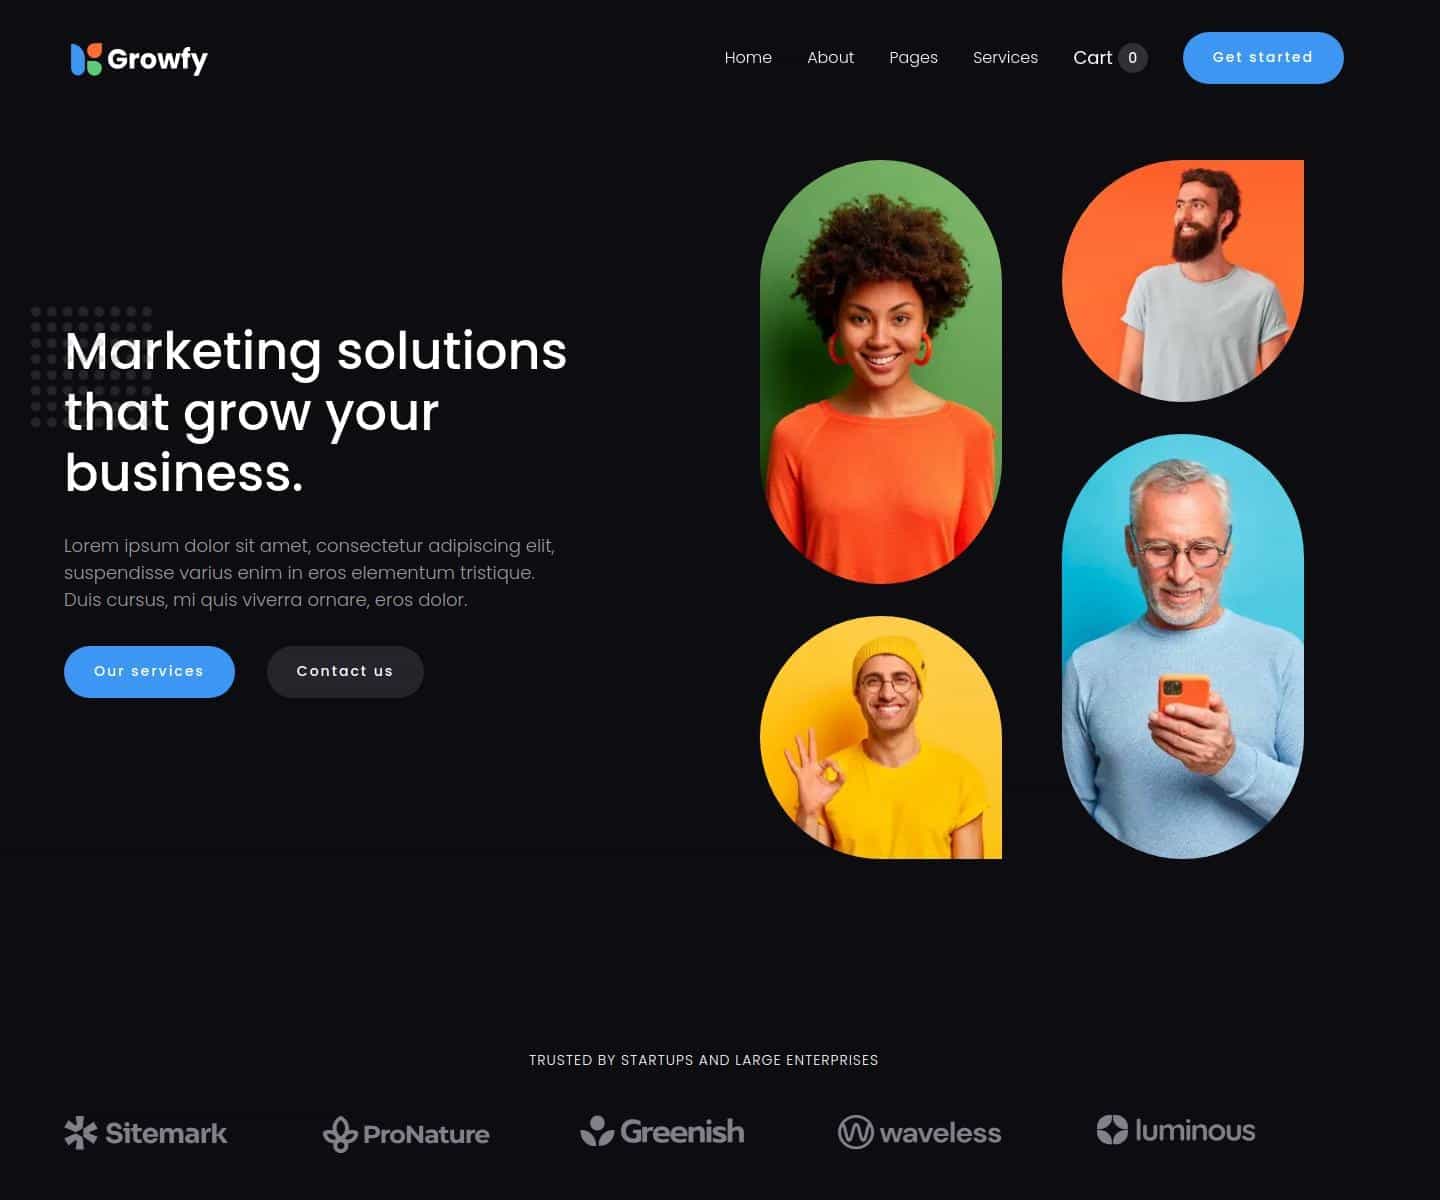 Growfy
Home About Pages Services Cart 0 Get started
Marketing solutions
that grow your
business.
Lorem ipsum dolor sit amet, consectetur adipiscing elit,
suspendisse varius enim in eros elementum tristique.
Duis cursus, mi quis viverra ornare, eros dolor.
Our services Contact us
TRUSTED BY STARTUPS AND LARGE ENTERPRISES
Sitemark ProNature Greenish waveless luminous